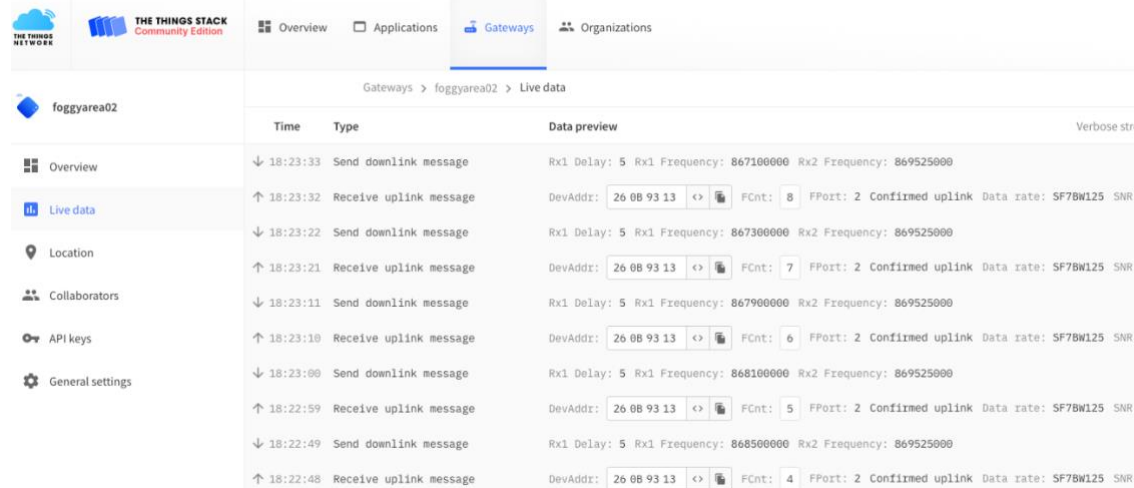 THE THINGS NETWORK
THE THINGS STACK
Community Edition
Overview Applications Gateways Organizations
foggyarea02
Gateways > foggyarea02 > Live data
Time Type Data preview Verbose str
Overview
Live data
Location
Collaborators
API keys
General settings
↓ 18:23:33 Send downlink message Rx1 Delay: 5 Rx1 Frequency: 867100000 Rx2 Frequency: 869525000
↑ 18:23:32 Receive uplink message DevAddr: 26 0B 93 13 <> FCnt: 8 FPort: 2 Confirmed uplink Data rate: SF7BW125 SNR
↓ 18:23:22 Send downlink message Rx1 Delay: 5 Rx1 Frequency: 867300000 Rx2 Frequency: 869525000
↑ 18:23:21 Receive uplink message DevAddr: 26 0B 93 13 <> FCnt: 7 FPort: 2 Confirmed uplink Data rate: SF7BW125 SNR
↓ 18:23:11 Send downlink message Rx1 Delay: 5 Rx1 Frequency: 867900000 Rx2 Frequency: 869525000
↑ 18:23:10 Receive uplink message DevAddr: 26 0B 93 13 <> FCnt: 6 FPort: 2 Confirmed uplink Data rate: SF7BW125 SNR
↓ 18:23:00 Send downlink message Rx1 Delay: 5 Rx1 Frequency: 868100000 Rx2 Frequency: 869525000
↑ 18:22:59 Receive uplink message DevAddr: 26 0B 93 13 <> FCnt: 5 FPort: 2 Confirmed uplink Data rate: SF7BW125 SNR
↓ 18:22:49 Send downlink message Rx1 Delay: 5 Rx1 Frequency: 868500000 Rx2 Frequency: 869525000
↑ 18:22:48 Receive uplink message DevAddr: 26 0B 93 13 <> FCnt: 4 FPort: 2 Confirmed uplink Data rate: SF7BW125 SNR